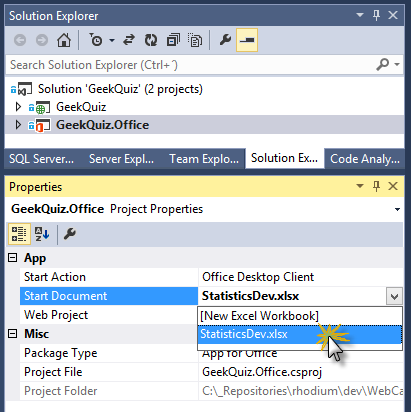 Solution Explorer
Search Solution Explorer (Ctrl+´)
Solution 'GeekQuiz' (2 projects)
GeekQuiz
GeekQuiz.Office
SQL Server... Server Expl... Team Explo... Solution Ex... Code Analy...
Properties
GeekQuiz.Office Project Properties
App
Start Action Office Desktop Client
Start Document StatisticsDev.xlsx
Web Project [New Excel Workbook]
Misc StatisticsDev.xlsx
Package Type App for Office
Project File GeekQuiz.Office.csproj
Project Folder C:\_Repositories\rhodium\dev\WebCa